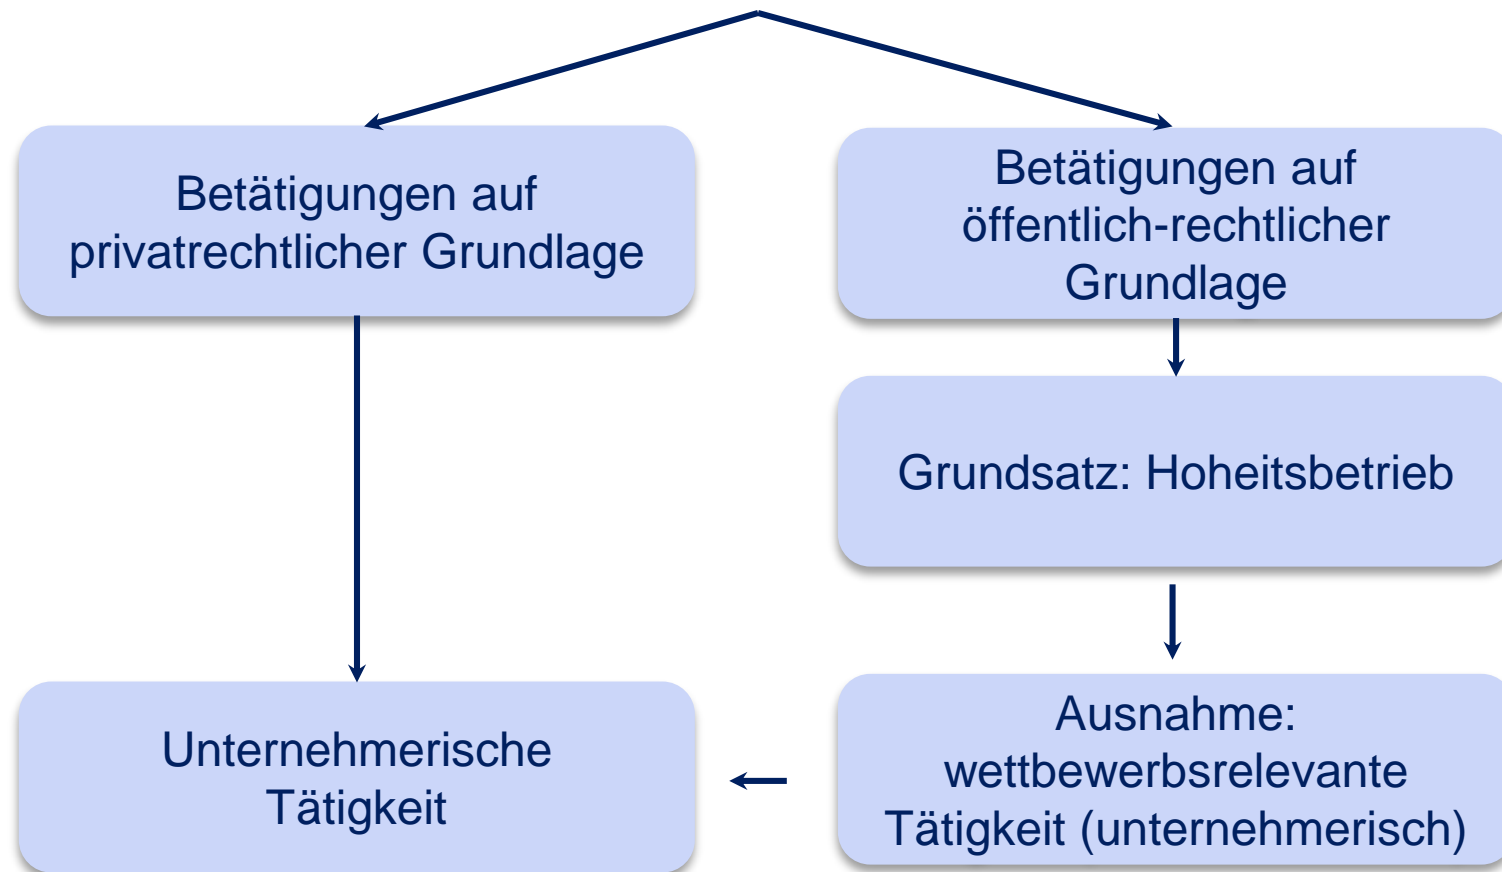 Betätigungen auf
privatrechtlicher Grundlage
Betätigungen auf
öffentlich-rechtlicher
Grundlage
Grundsatz: Hoheitsbetrieb
Unternehmerische
Tätigkeit
Ausnahme:
wettbewerbsrelevante
Tätigkeit (unternehmerisch)